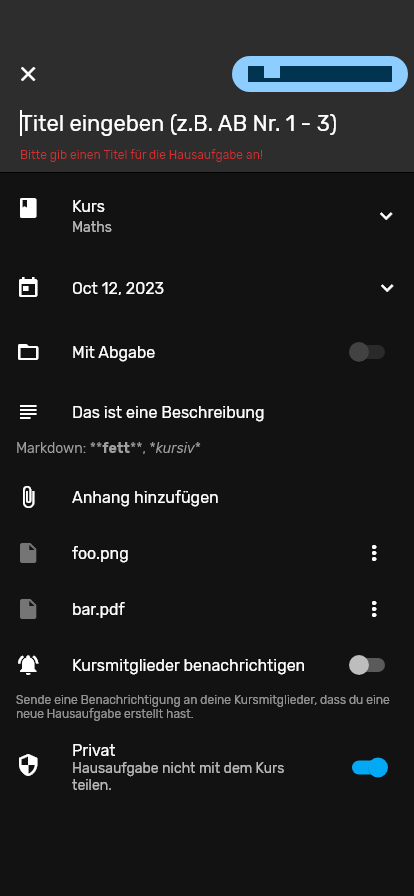 Titel eingeben (z.B. AB Nr. 1 - 3)
Bitte gib einen Titel für die Hausaufgabe an!
Kurs
Maths
Oct 12, 2023
Mit Abgabe
Das ist eine Beschreibung
Markdown: **fett**, *kursiv*
Anhang hinzufügen
foo.png
bar.pdf
Kursmitglieder benachrichtigen
Sende eine Benachrichtigung an deine Kursmitglieder, dass du eine
neue Hausaufgabe erstellt hast.
Privat
Hausaufgabe nicht mit dem Kurs
teilen.